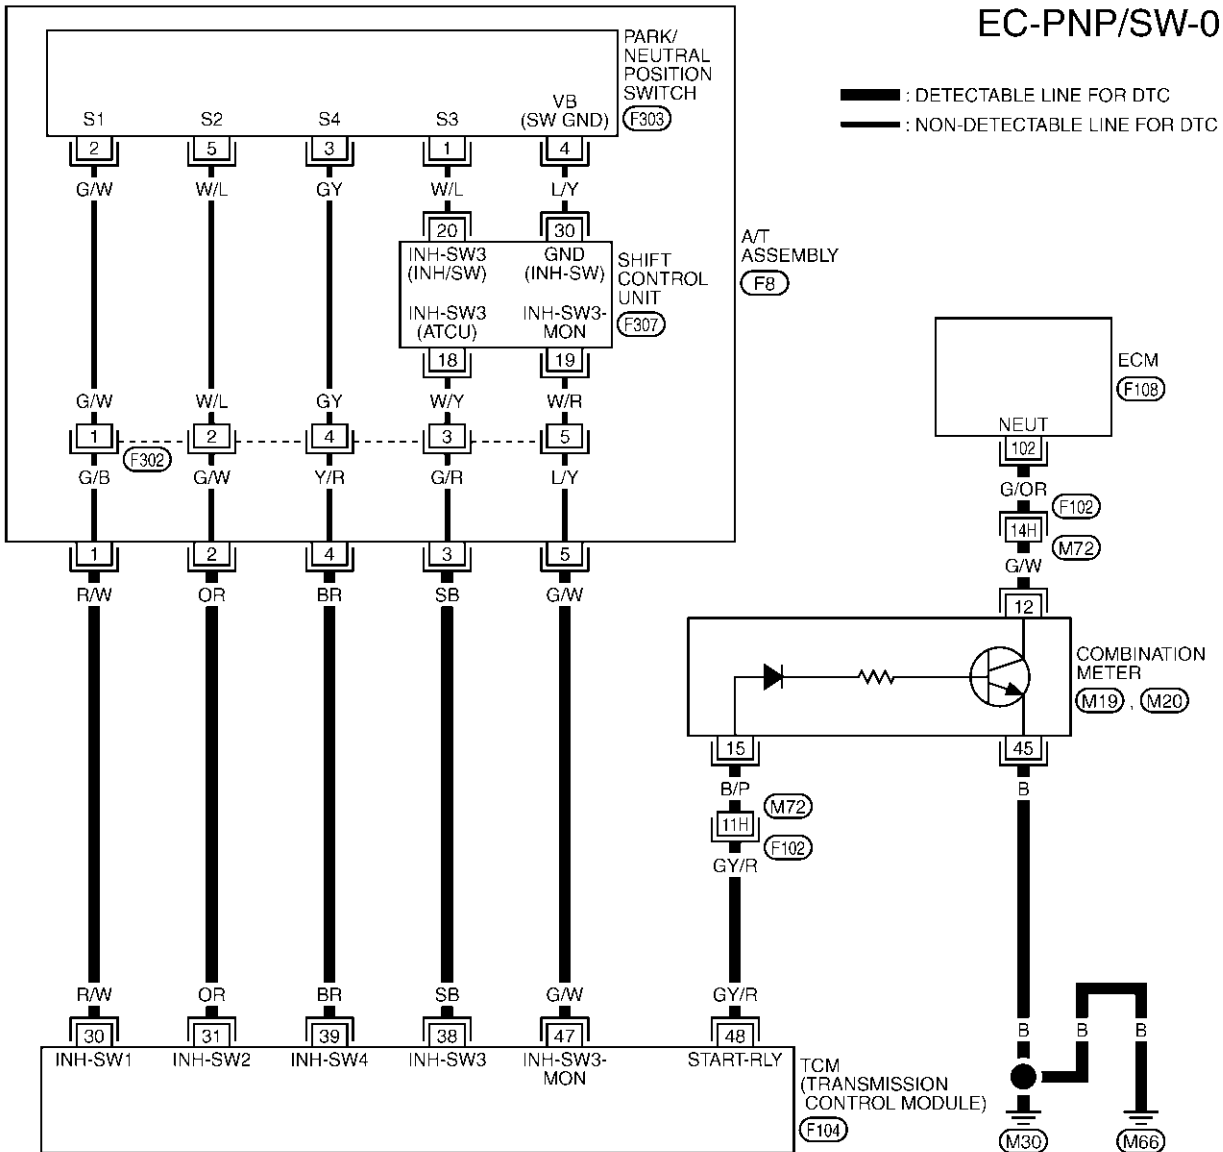 EC-PNP/SW-0
: DETECTABLE LINE FOR DTC
: NON-DETECTABLE LINE FOR DTC
PARK/
NEUTRAL
POSITION
SWITCH
F303
S1 S2 S4 S3 VB
(SW GND)
2 5 3 1 4
G/W W/L GY W/L L/Y
20 30
INH-SW3
(INH/SW)
GND
(INH-SW)
INH-SW3
(ATCU)
INH-SW3-
MON
SHIFT
CONTROL
UNIT
F307
A/T
ASSEMBLY
F8
18 19
G/W W/L GY W/Y W/R
1 2 4 3 5
F302
G/B G/W Y/R G/R L/Y
1 2 4 3 5
R/W OR BR SB G/W
ECM
F108
NEUT
102
G/OR
F102
14H
M72
G/W
12
COMBINATION
METER
M19 , M20
15 45
B/P B
M72
11H
F102
GY/R
R/W OR BR SB G/W GY/R
30 31 39 38 47 48
INH-SW1 INH-SW2 INH-SW4 INH-SW3 INH-SW3-
MON
START-RLY
TCM
(TRANSMISSION
CONTROL MODULE)
F104
B B B
M30 M66